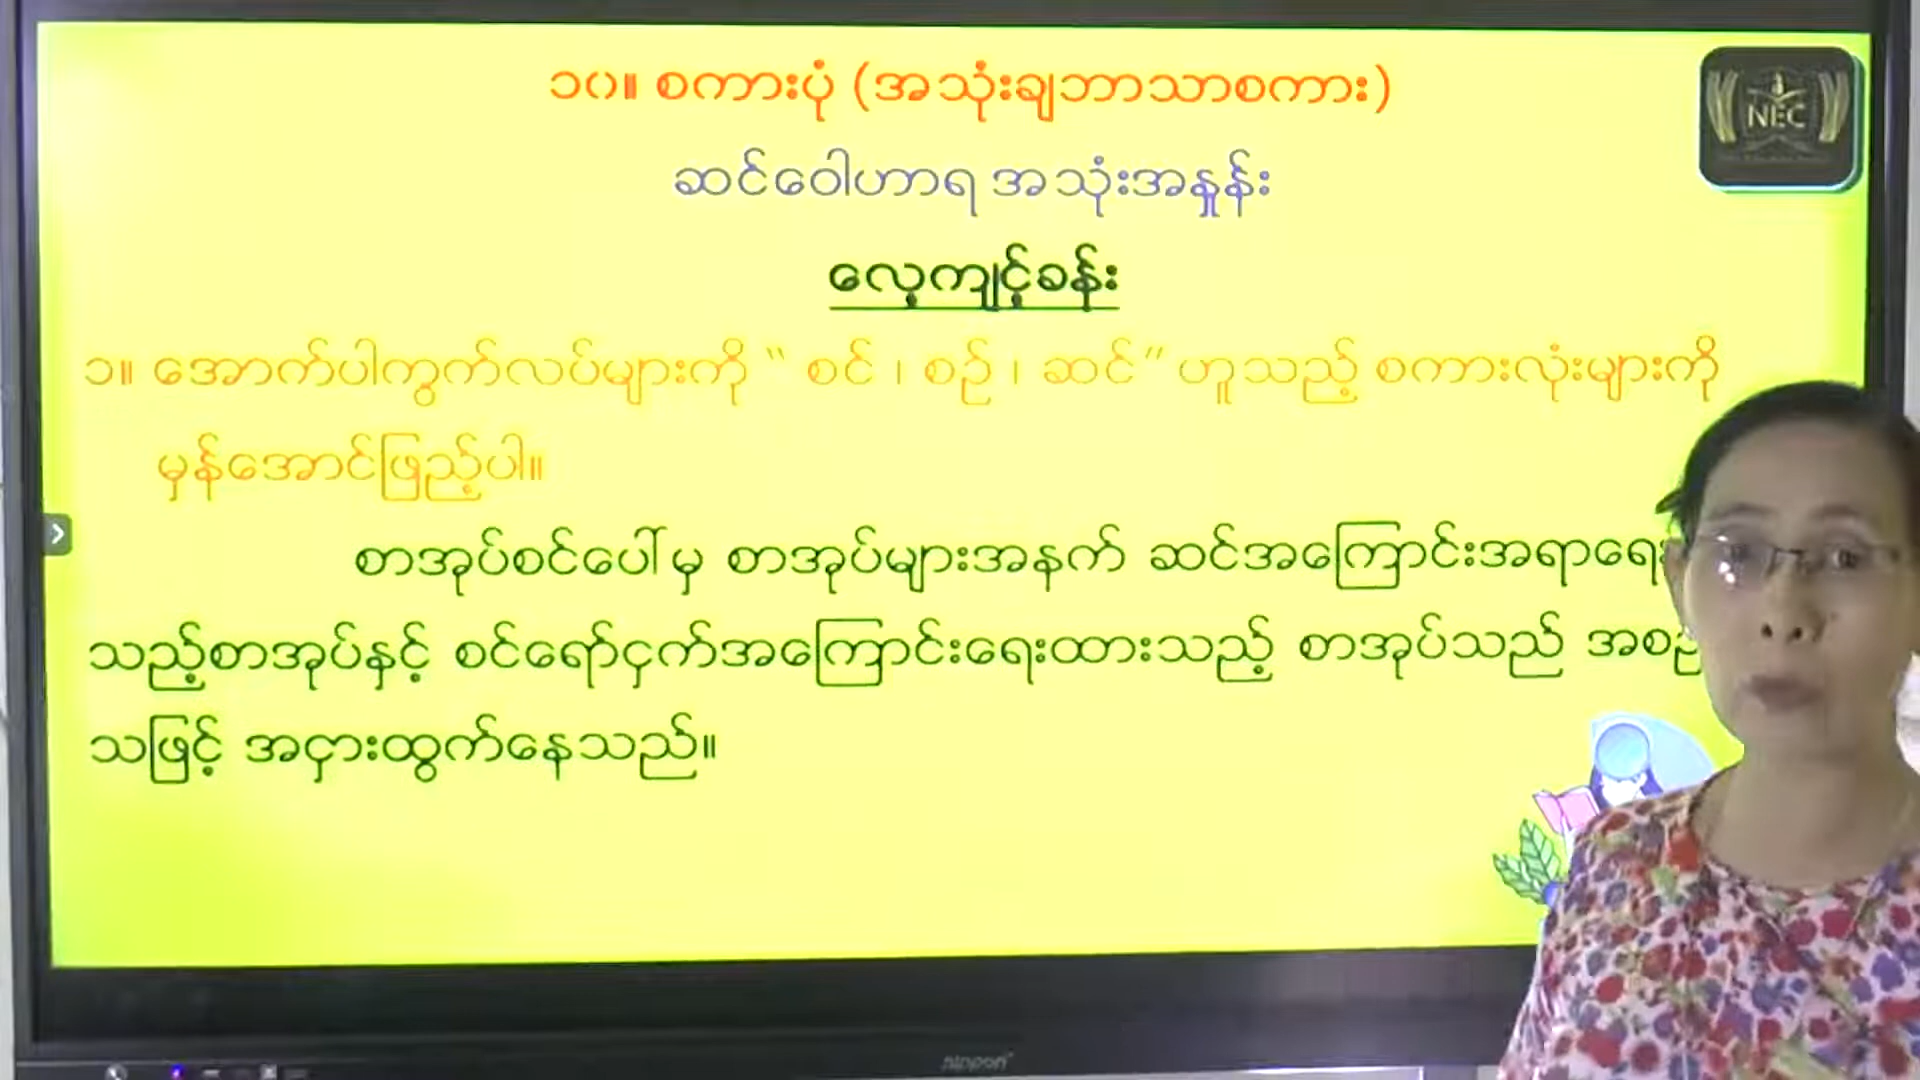 ၁၀။ စကားပုံ (အသုံးချဘာသာစကား)
NEC
ဆင်ဝေါဟာရ အသုံးအနှုန်း
လေ့ကျင့်ခန်း
၁။ အောက်ပါကွက်လပ်များကို “ စင် ၊ စဉ် ၊ ဆင်” ဟူသည့် စကားလုံးများကို
မှန်အောင်ဖြည့်ပါ။
စာအုပ်စင်ပေါ်မှ စာအုပ်များအနက် ဆင်အကြောင်းအရာရေး
သည့်စာအုပ်နှင့် စင်ရော်ငှက်အကြောင်းရေးထားသည့် စာအုပ်သည်
သဖြင့် အငှားထွက်နေသည်။
nippon